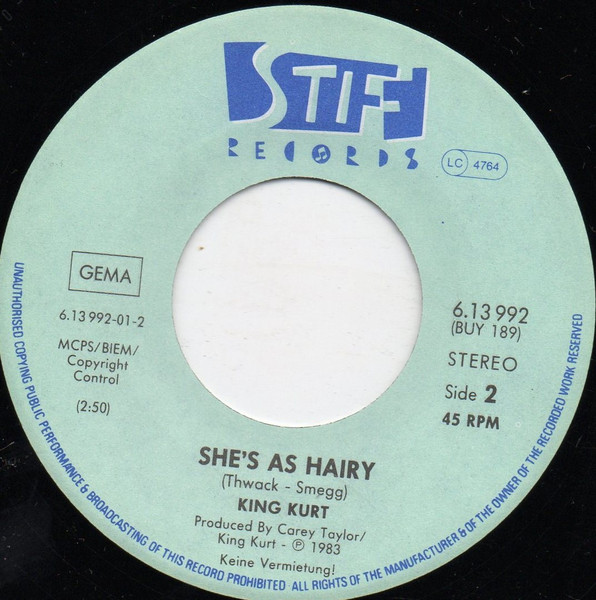 STIFF
RECORDS
LC 4764
GEMA
6.13 992-01-2
MCPS/BIEM/
Copyright
Control
(2:50)
6.13 992
(BUY 189)
STEREO
Side 2
45 RPM
SHE'S AS HAIRY
(Thwack - Smegg)
KING KURT
Produced By Carey Taylor/
King Kurt - ℗ 1983
Keine Vermietung!
UNAUTHORISED COPYING PUBLIC PERFORMANCE & BROADCASTING OF THIS RECORD PROHIBITED ALL RIGHTS OF THE MANUFACTURER & OF THE OWNER OF THE RECORDED WORK RESERVED